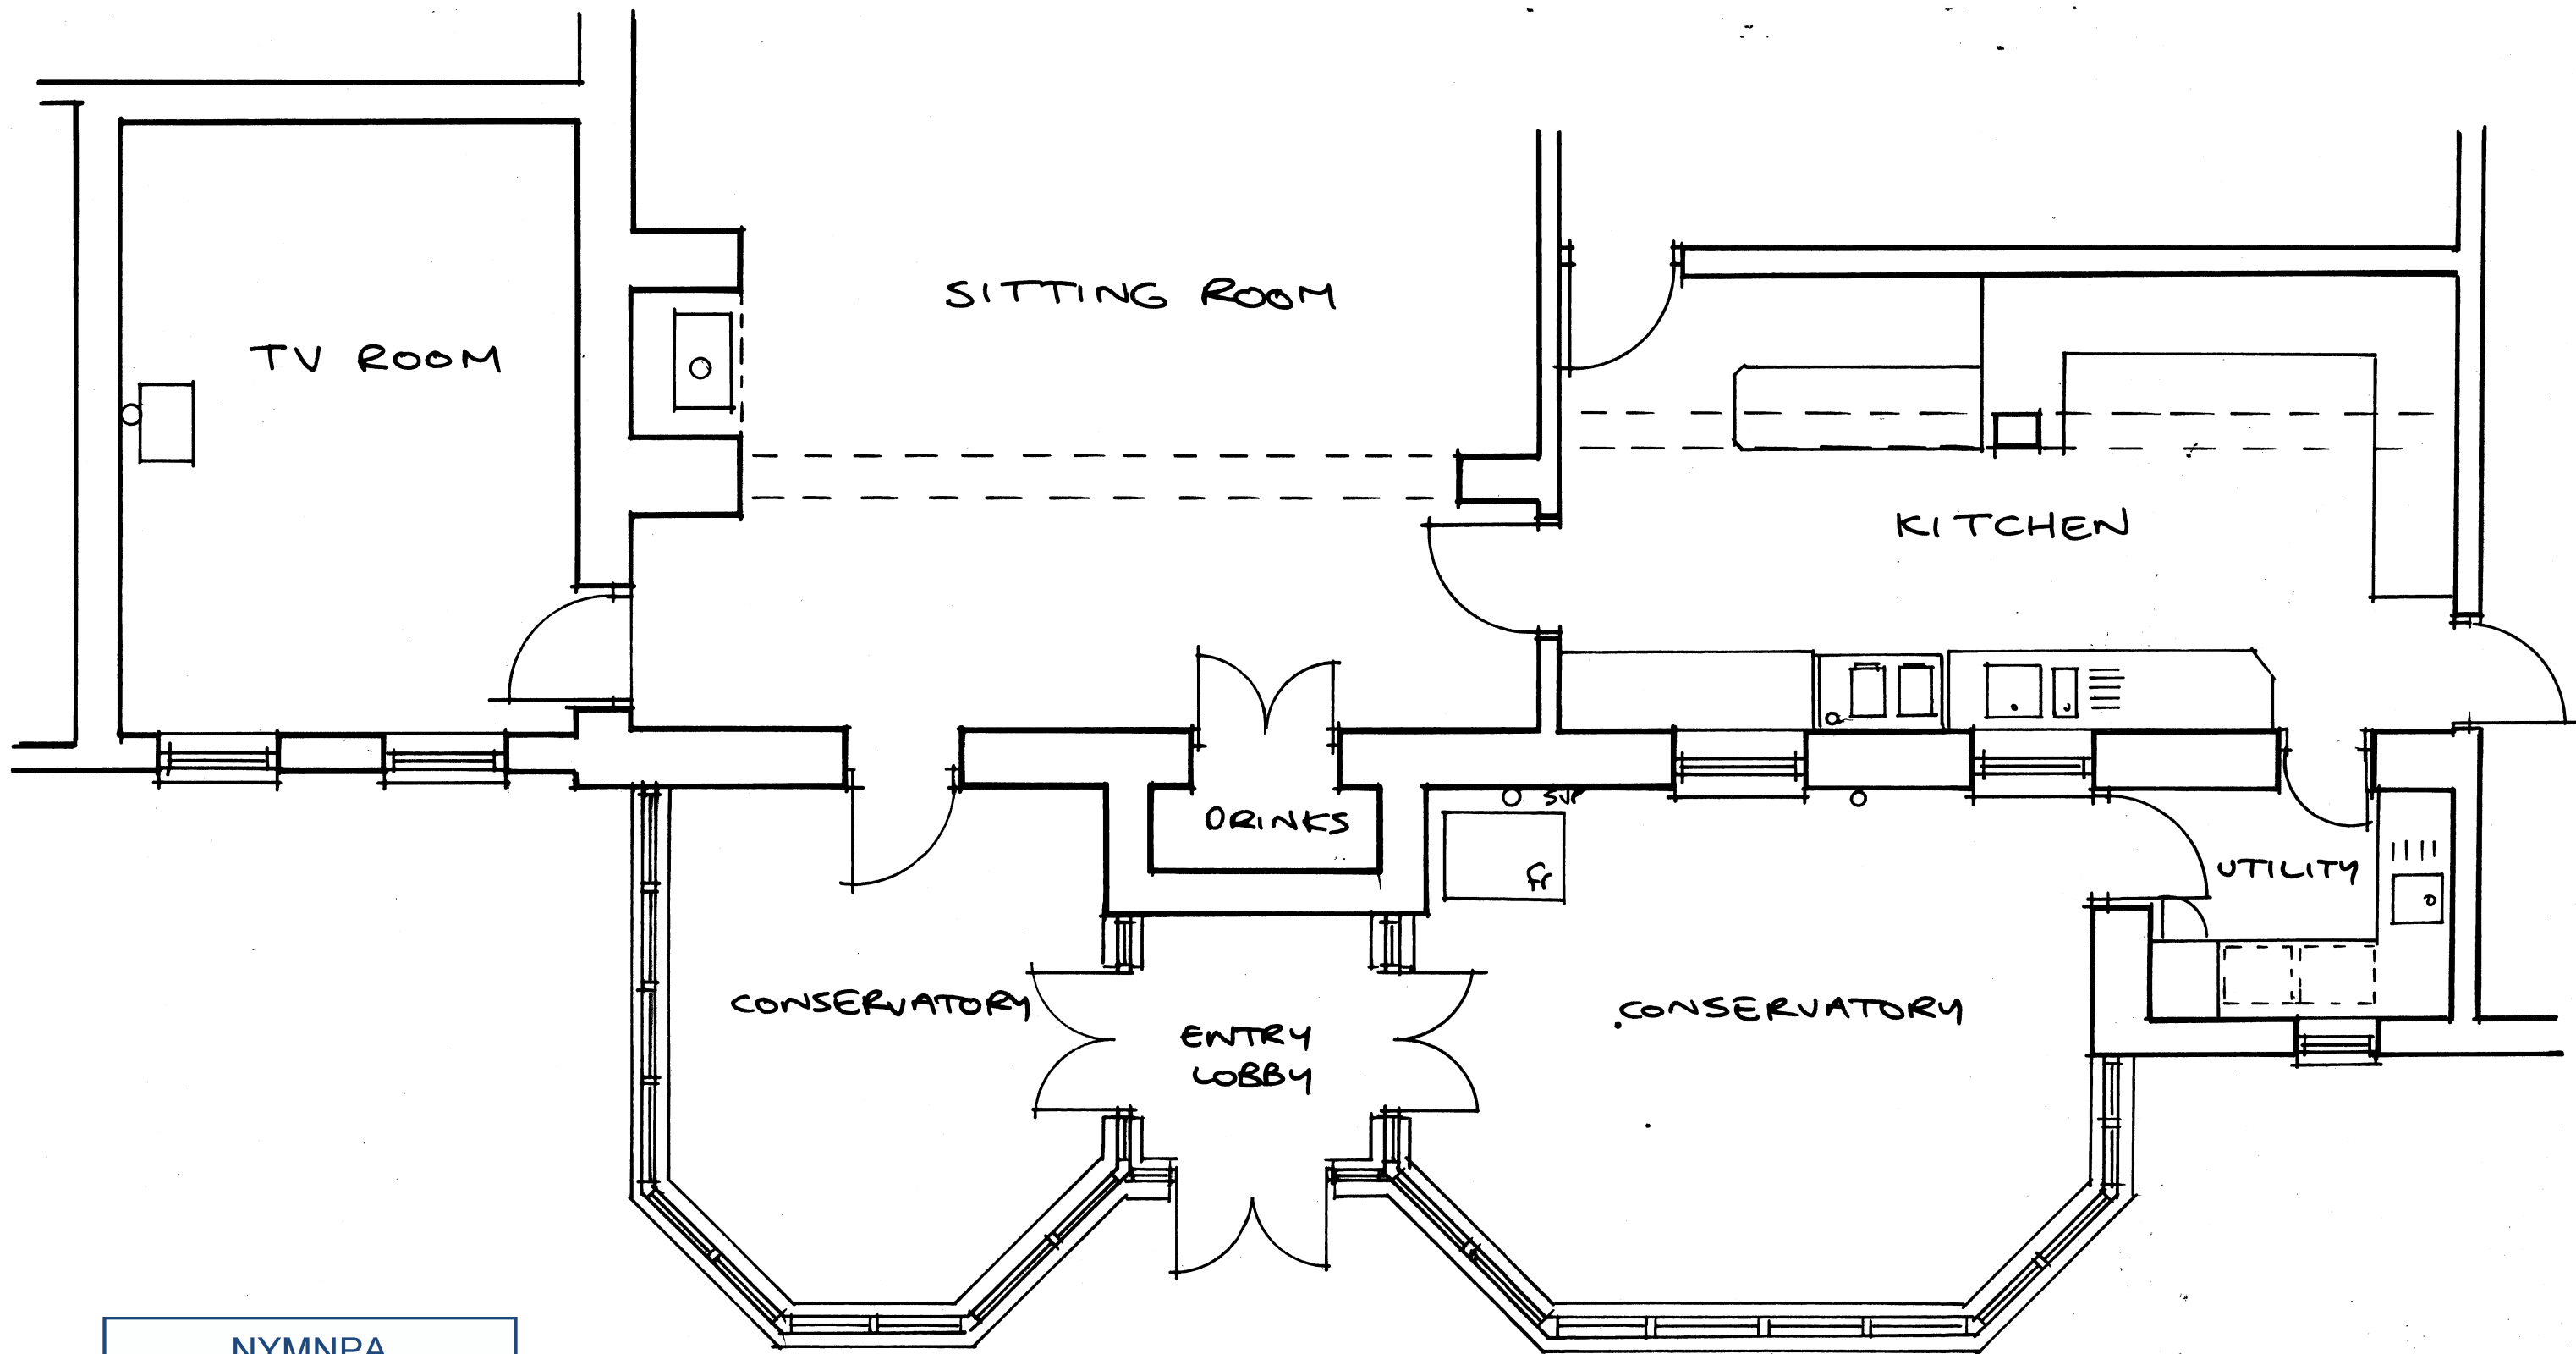 SITTING ROOM
TV ROOM
KITCHEN
DRINKS
SVP
Fr
UTILITY
CONSERVATORY
CONSERVATORY
ENTRY
LOBBY
NYMNPA